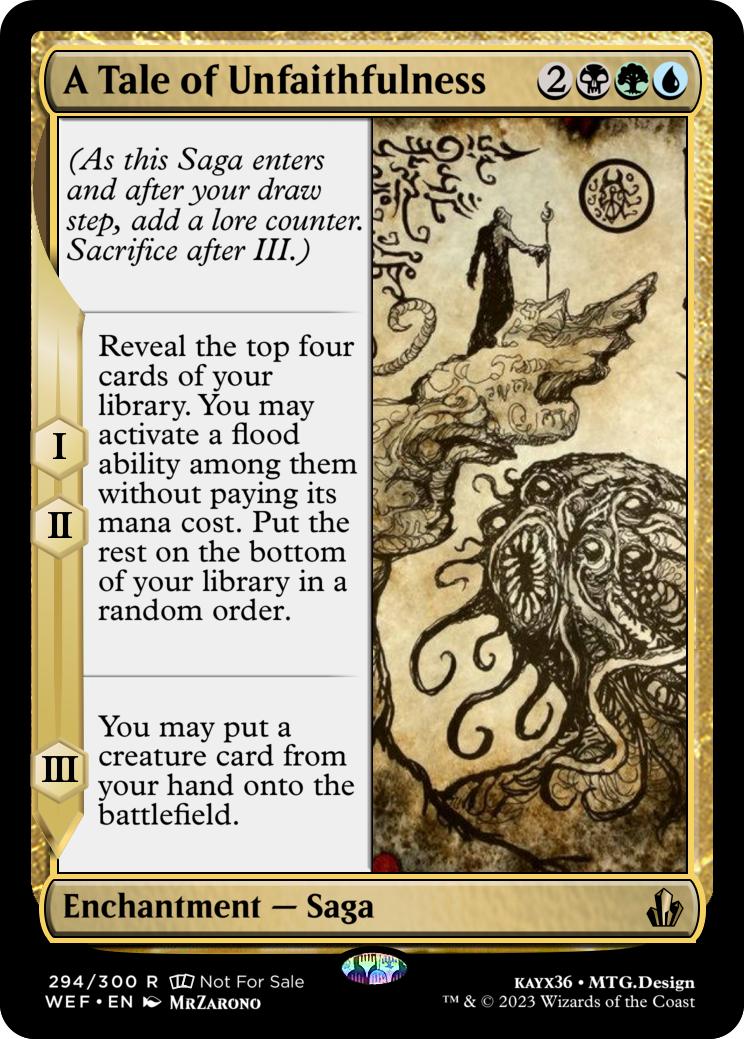 A Tale of Unfaithfulness 2
(As this Saga enters
and after your draw
step, add a lore counter.
Sacrifice after III.)
I
II
Reveal the top four
cards of your
library. You may
activate a flood
ability among them
without paying its
mana cost. Put the
rest on the bottom
of your library in a
random order.
III
You may put a
creature card from
your hand onto the
battlefield.
Enchantment — Saga
294/300 R Not For Sale
WEF • EN MrZarono
KAYX36 • MTG.Design
™ & © 2023 Wizards of the Coast